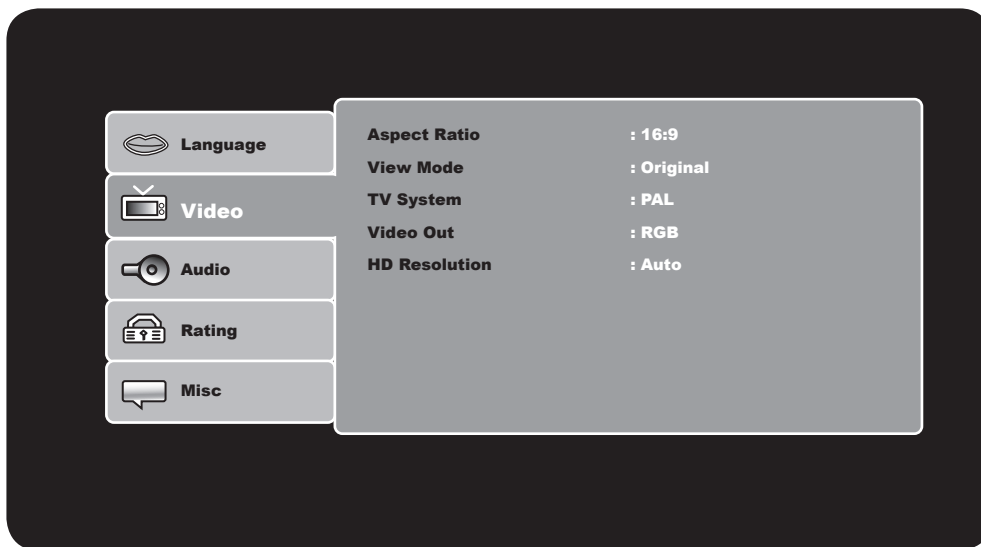 Language
Video
Audio
Rating
Misc
Aspect Ratio : 16:9
View Mode : Original
TV System : PAL
Video Out : RGB
HD Resolution : Auto